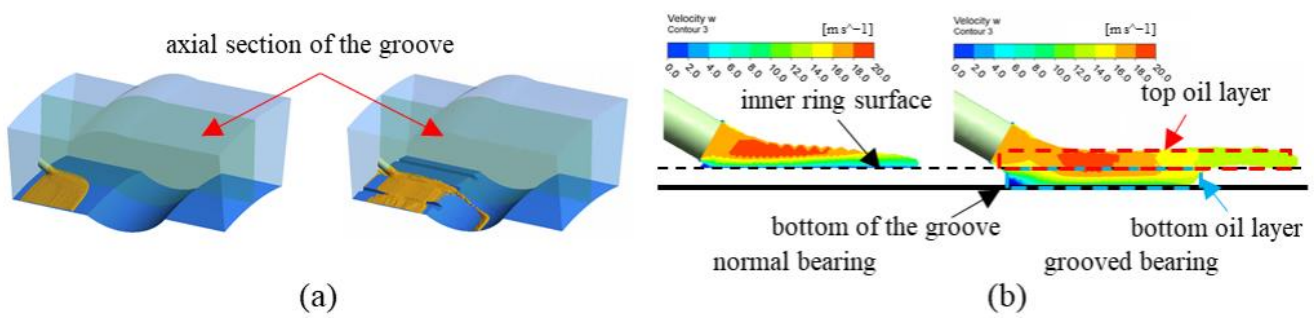 axial section of the groove
(a)
Velocity w
Contour 3
[m s^−1]
0.0 2.0 4.0 6.0 8.0 10.0 12.0 14.0 16.0 18.0 20.0
Velocity w
Contour 3
[m s^−1]
0.0 2.0 4.0 6.0 8.0 10.0 12.0 14.0 16.0 18.0 20.0
inner ring surface
top oil layer
bottom of the groove
bottom oil layer
normal bearing
grooved bearing
(b)